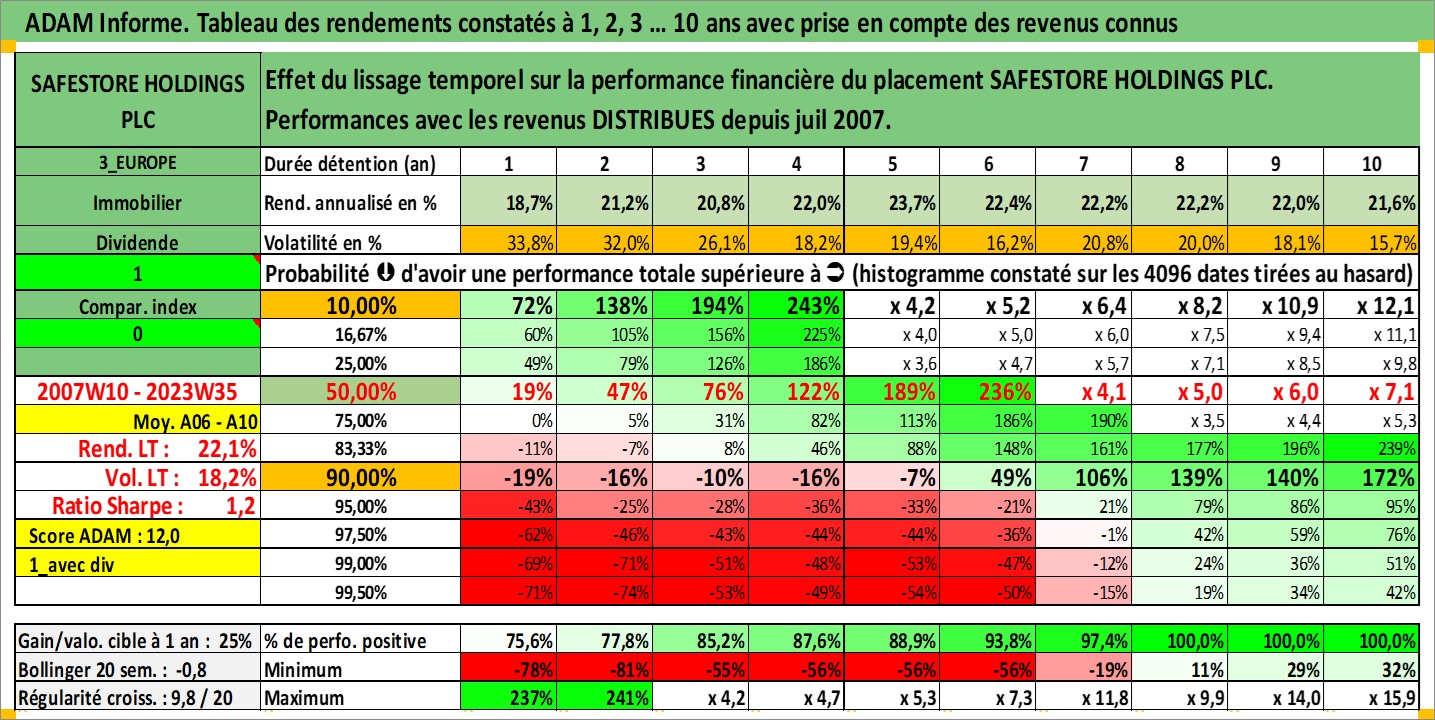 ADAM Informe. Tableau des rendements constatés à 1, 2, 3 ... 10 ans avec prise en compte des revenus connus
SAFESTORE HOLDINGS PLC
Effet du lissage temporel sur la performance financière du placement SAFESTORE HOLDINGS PLC.
Performances avec les revenus DISTRIBUES depuis juil 2007.
3_EUROPE Durée détention (an) 1 2 3 4 5 6 7 8 9 10
Immobilier Rend. annualisé en % 18,7% 21,2% 20,8% 22,0% 23,7% 22,4% 22,2% 22,2% 22,0% 21,6%
Dividende Volatilité en % 33,8% 32,0% 26,1% 18,2% 19,4% 16,2% 20,8% 20,0% 18,1% 15,7%
1 Probabilité ⬇ d'avoir une performance totale supérieure à ➲ (histogramme constaté sur les 4096 dates tirées au hasard)
Compar. index 10,00% 72% 138% 194% 243% x 4,2 x 5,2 x 6,4 x 8,2 x 10,9 x 12,1
0 16,67% 60% 105% 156% 225% x 4,0 x 5,0 x 6,0 x 7,5 x 9,4 x 11,1
25,00% 49% 79% 126% 186% x 3,6 x 4,7 x 5,7 x 7,1 x 8,5 x 9,8
2007W10 - 2023W35 50,00% 19% 47% 76% 122% 189% 236% x 4,1 x 5,0 x 6,0 x 7,1
Moy. A06 - A10 75,00% 0% 5% 31% 82% 113% 186% 190% x 3,5 x 4,4 x 5,3
Rend. LT : 22,1% 83,33% -11% -7% 8% 46% 88% 148% 161% 177% 196% 239%
Vol. LT : 18,2% 90,00% -19% -16% -10% -16% -7% 49% 106% 139% 140% 172%
Ratio Sharpe : 1,2 95,00% -43% -25% -28% -36% -33% -21% 21% 79% 86% 95%
Score ADAM : 12,0 97,50% -62% -46% -43% -44% -44% -36% -1% 42% 59% 76%
1_avec div 99,00% -69% -71% -51% -48% -53% -47% -12% 24% 36% 51%
99,50% -71% -74% -53% -49% -54% -50% -15% 19% 34% 42%
Gain/valo. cible à 1 an : 25% % de perfo. positive 75,6% 77,8% 85,2% 87,6% 88,9% 93,8% 97,4% 100,0% 100,0% 100,0%
Bollinger 20 sem. : -0,8 Minimum -78% -81% -55% -56% -56% -56% -19% 11% 29% 32%
Régularité croiss. : 9,8 / 20 Maximum 237% 241% x 4,2 x 4,7 x 5,3 x 7,3 x 11,8 x 9,9 x 14,0 x 15,9